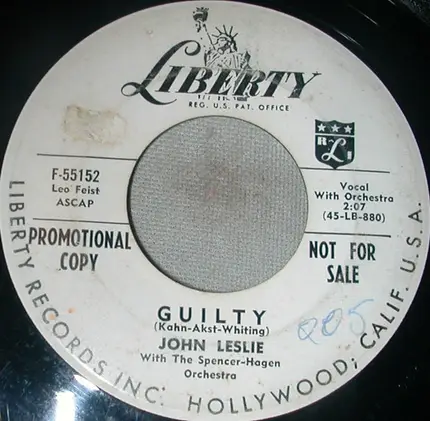 LIBERTY
REG. U.S. PAT. OFFICE
F-55152
Leo Feist
ASCAP
R L I
Vocal
With Orchestra
2:07
(45-LB-880)
PROMOTIONAL
COPY
NOT FOR
SALE
GUILTY
(Kahn-Akst-Whiting)
JOHN LESLIE
With The Spencer-Hagen
Orchestra
205
LIBERTY RECORDS INC. HOLLYWOOD, CALIF. U.S.A.